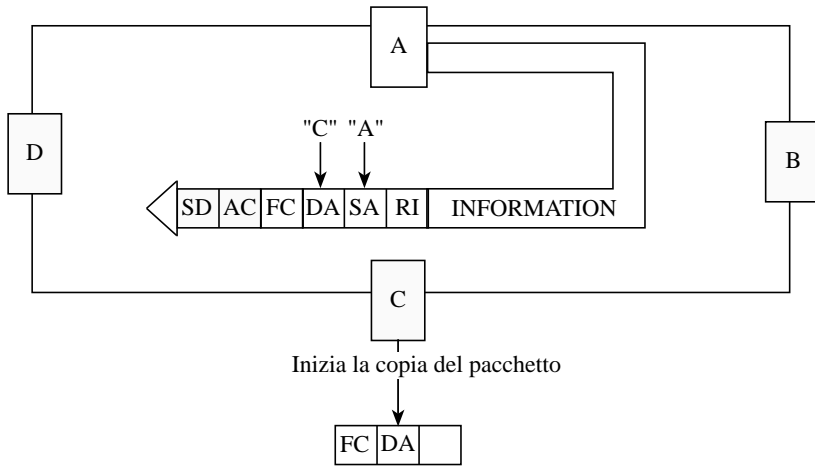 A
"C" "A"
D
B
SD AC FC DA SA RI INFORMATION
C
Inizia la copia del pacchetto
FC DA